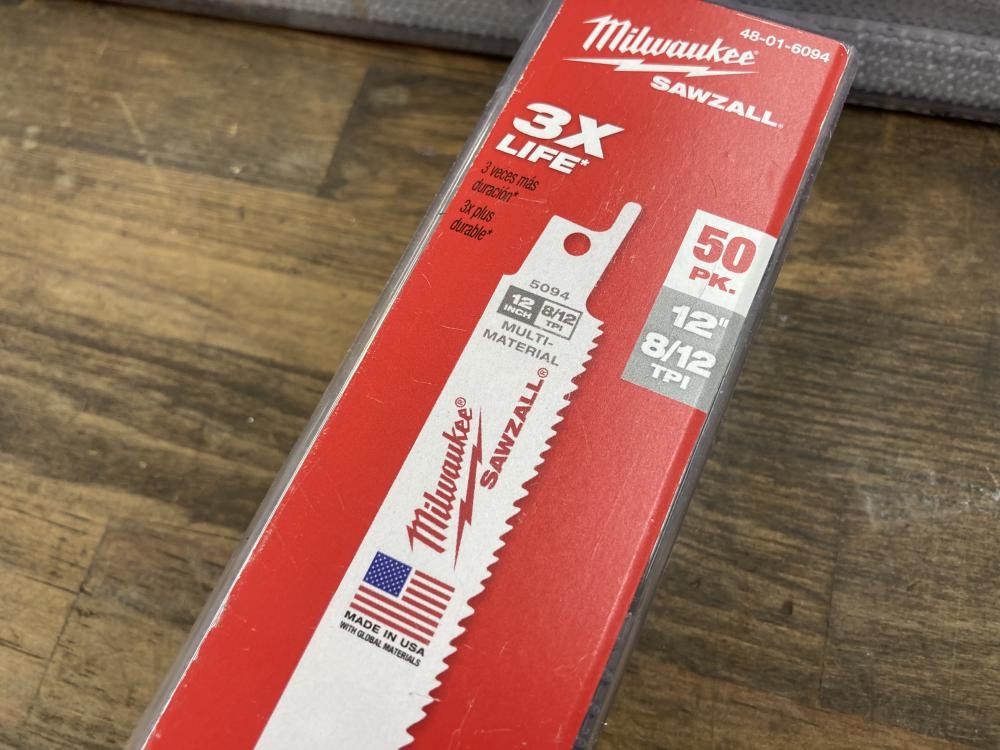 Milwaukee®
48-01-6094
SAWZALL®
3X
LIFE*
3 veces más
duración*
3x plus
durable*
50
PK.
12"
8/12
TPI
5094
12
INCH
8/12
TPI
MULTI-
MATERIAL
Milwaukee®
SAWZALL®
MADE IN USA
WITH GLOBAL MATERIALS